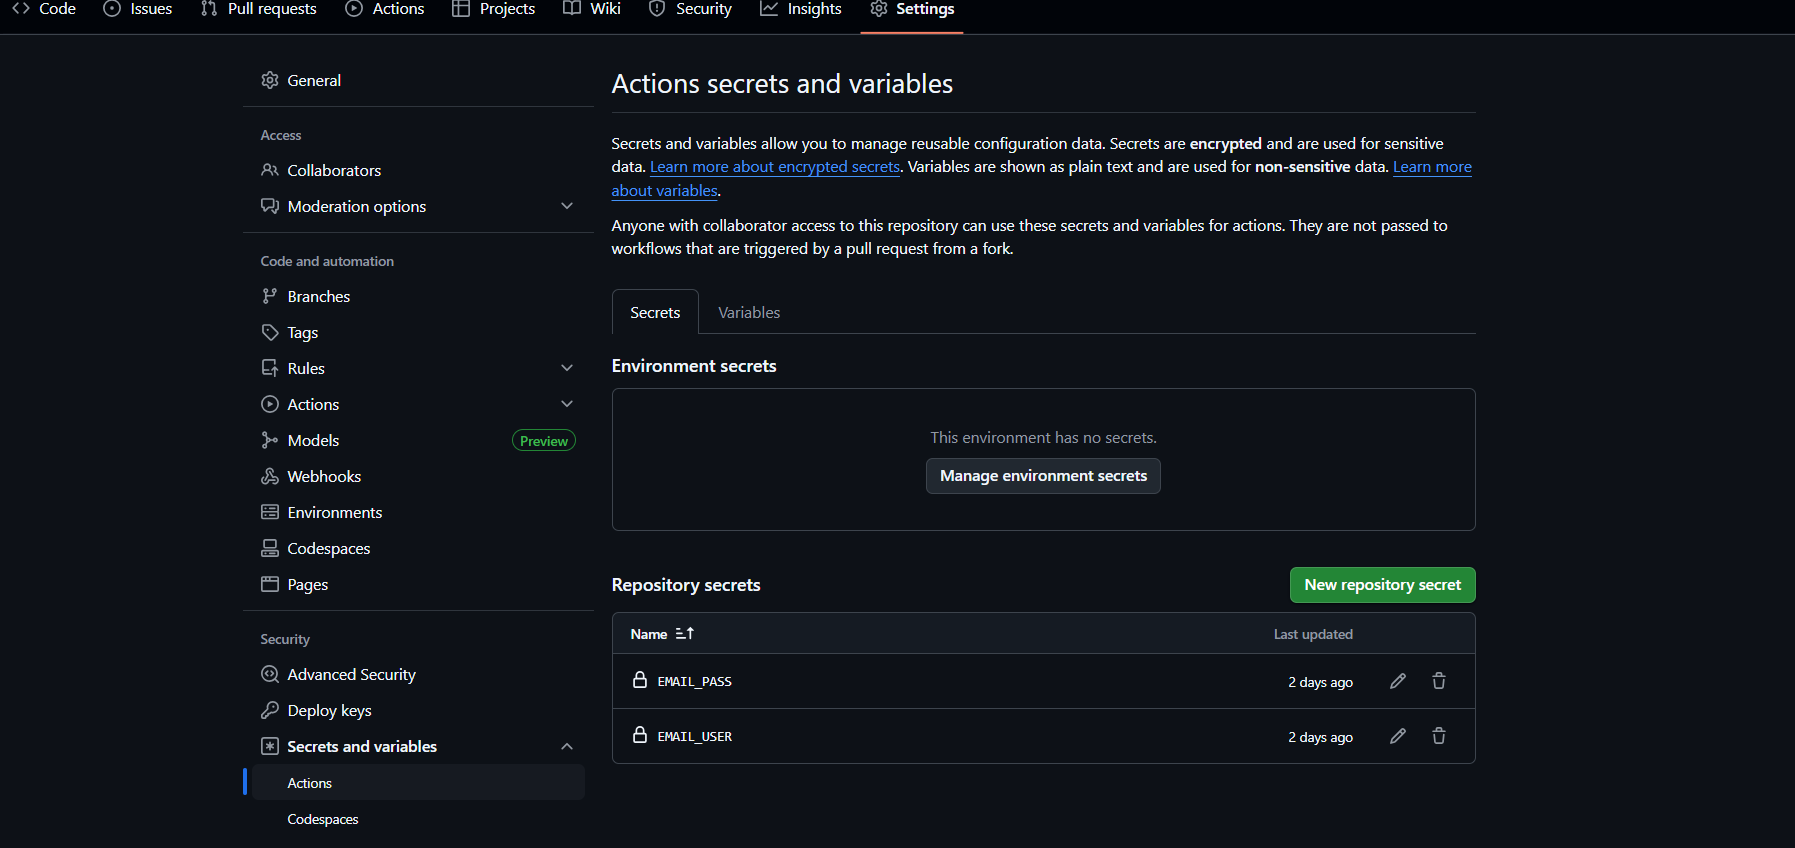 Code Issues Pull requests Actions Projects Wiki Security Insights Settings
General
Access
Collaborators
Moderation options
Code and automation
Branches
Tags
Rules
Actions
Models Preview
Webhooks
Environments
Codespaces
Pages
Security
Advanced Security
Deploy keys
Secrets and variables
Actions
Codespaces
Actions secrets and variables
Secrets and variables allow you to manage reusable configuration data. Secrets are encrypted and are used for sensitive
data. Learn more about encrypted secrets. Variables are shown as plain text and are used for non-sensitive data. Learn more
about variables.
Anyone with collaborator access to this repository can use these secrets and variables for actions. They are not passed to
workflows that are triggered by a pull request from a fork.
Secrets Variables
Environment secrets
This environment has no secrets.
Manage environment secrets
Repository secrets New repository secret
Name Last updated
EMAIL_PASS 2 days ago
EMAIL_USER 2 days ago